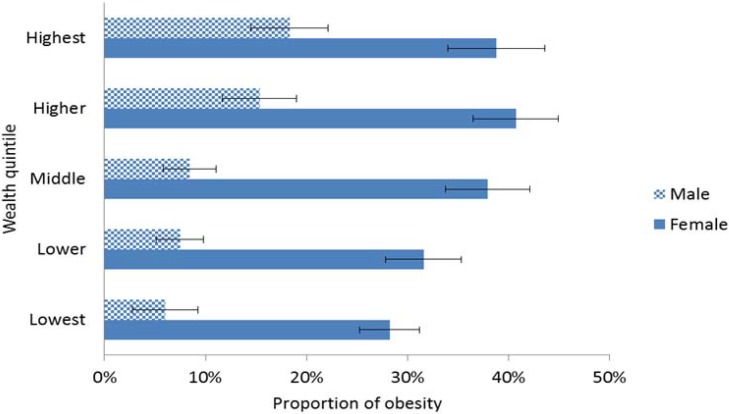 Highest
Higher
Middle
Lower
Lowest
Wealth quintile
Male
Female
0% 10% 20% 30% 40% 50%
Proportion of obesity